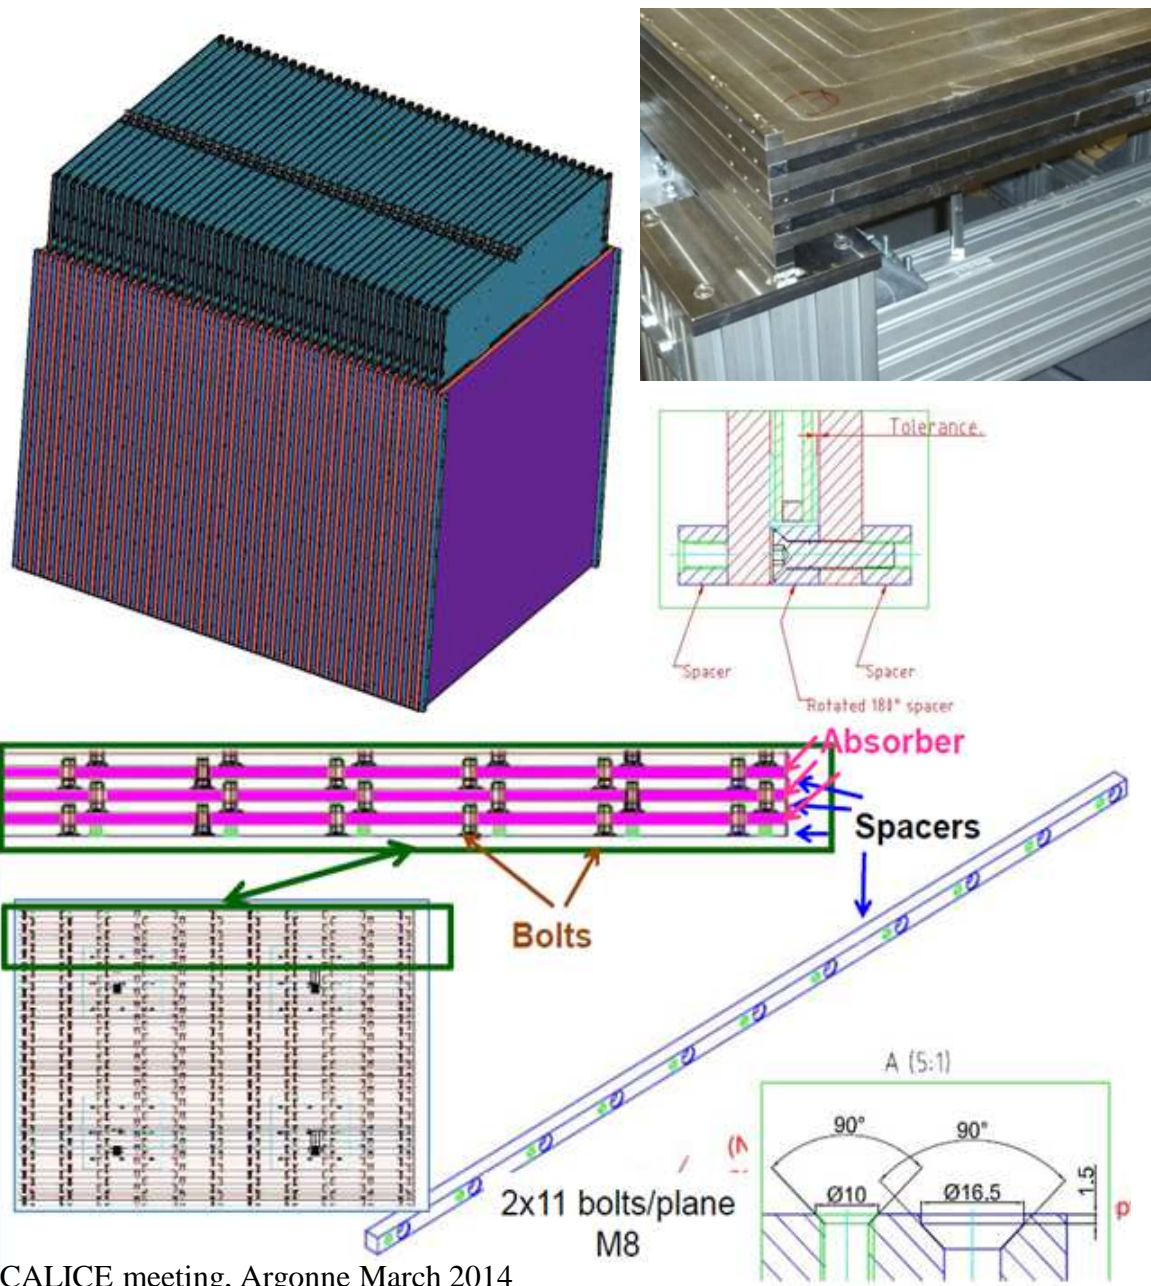 Tolerance.
Spacer
Spacer
Rotated 180° spacer
Absorber
Spacers
Bolts
A (5:1)
90°
90°
Ø10
Ø16.5
1.5
2x11 bolts/plane
M8
CALICE meeting, Argonne March 2014